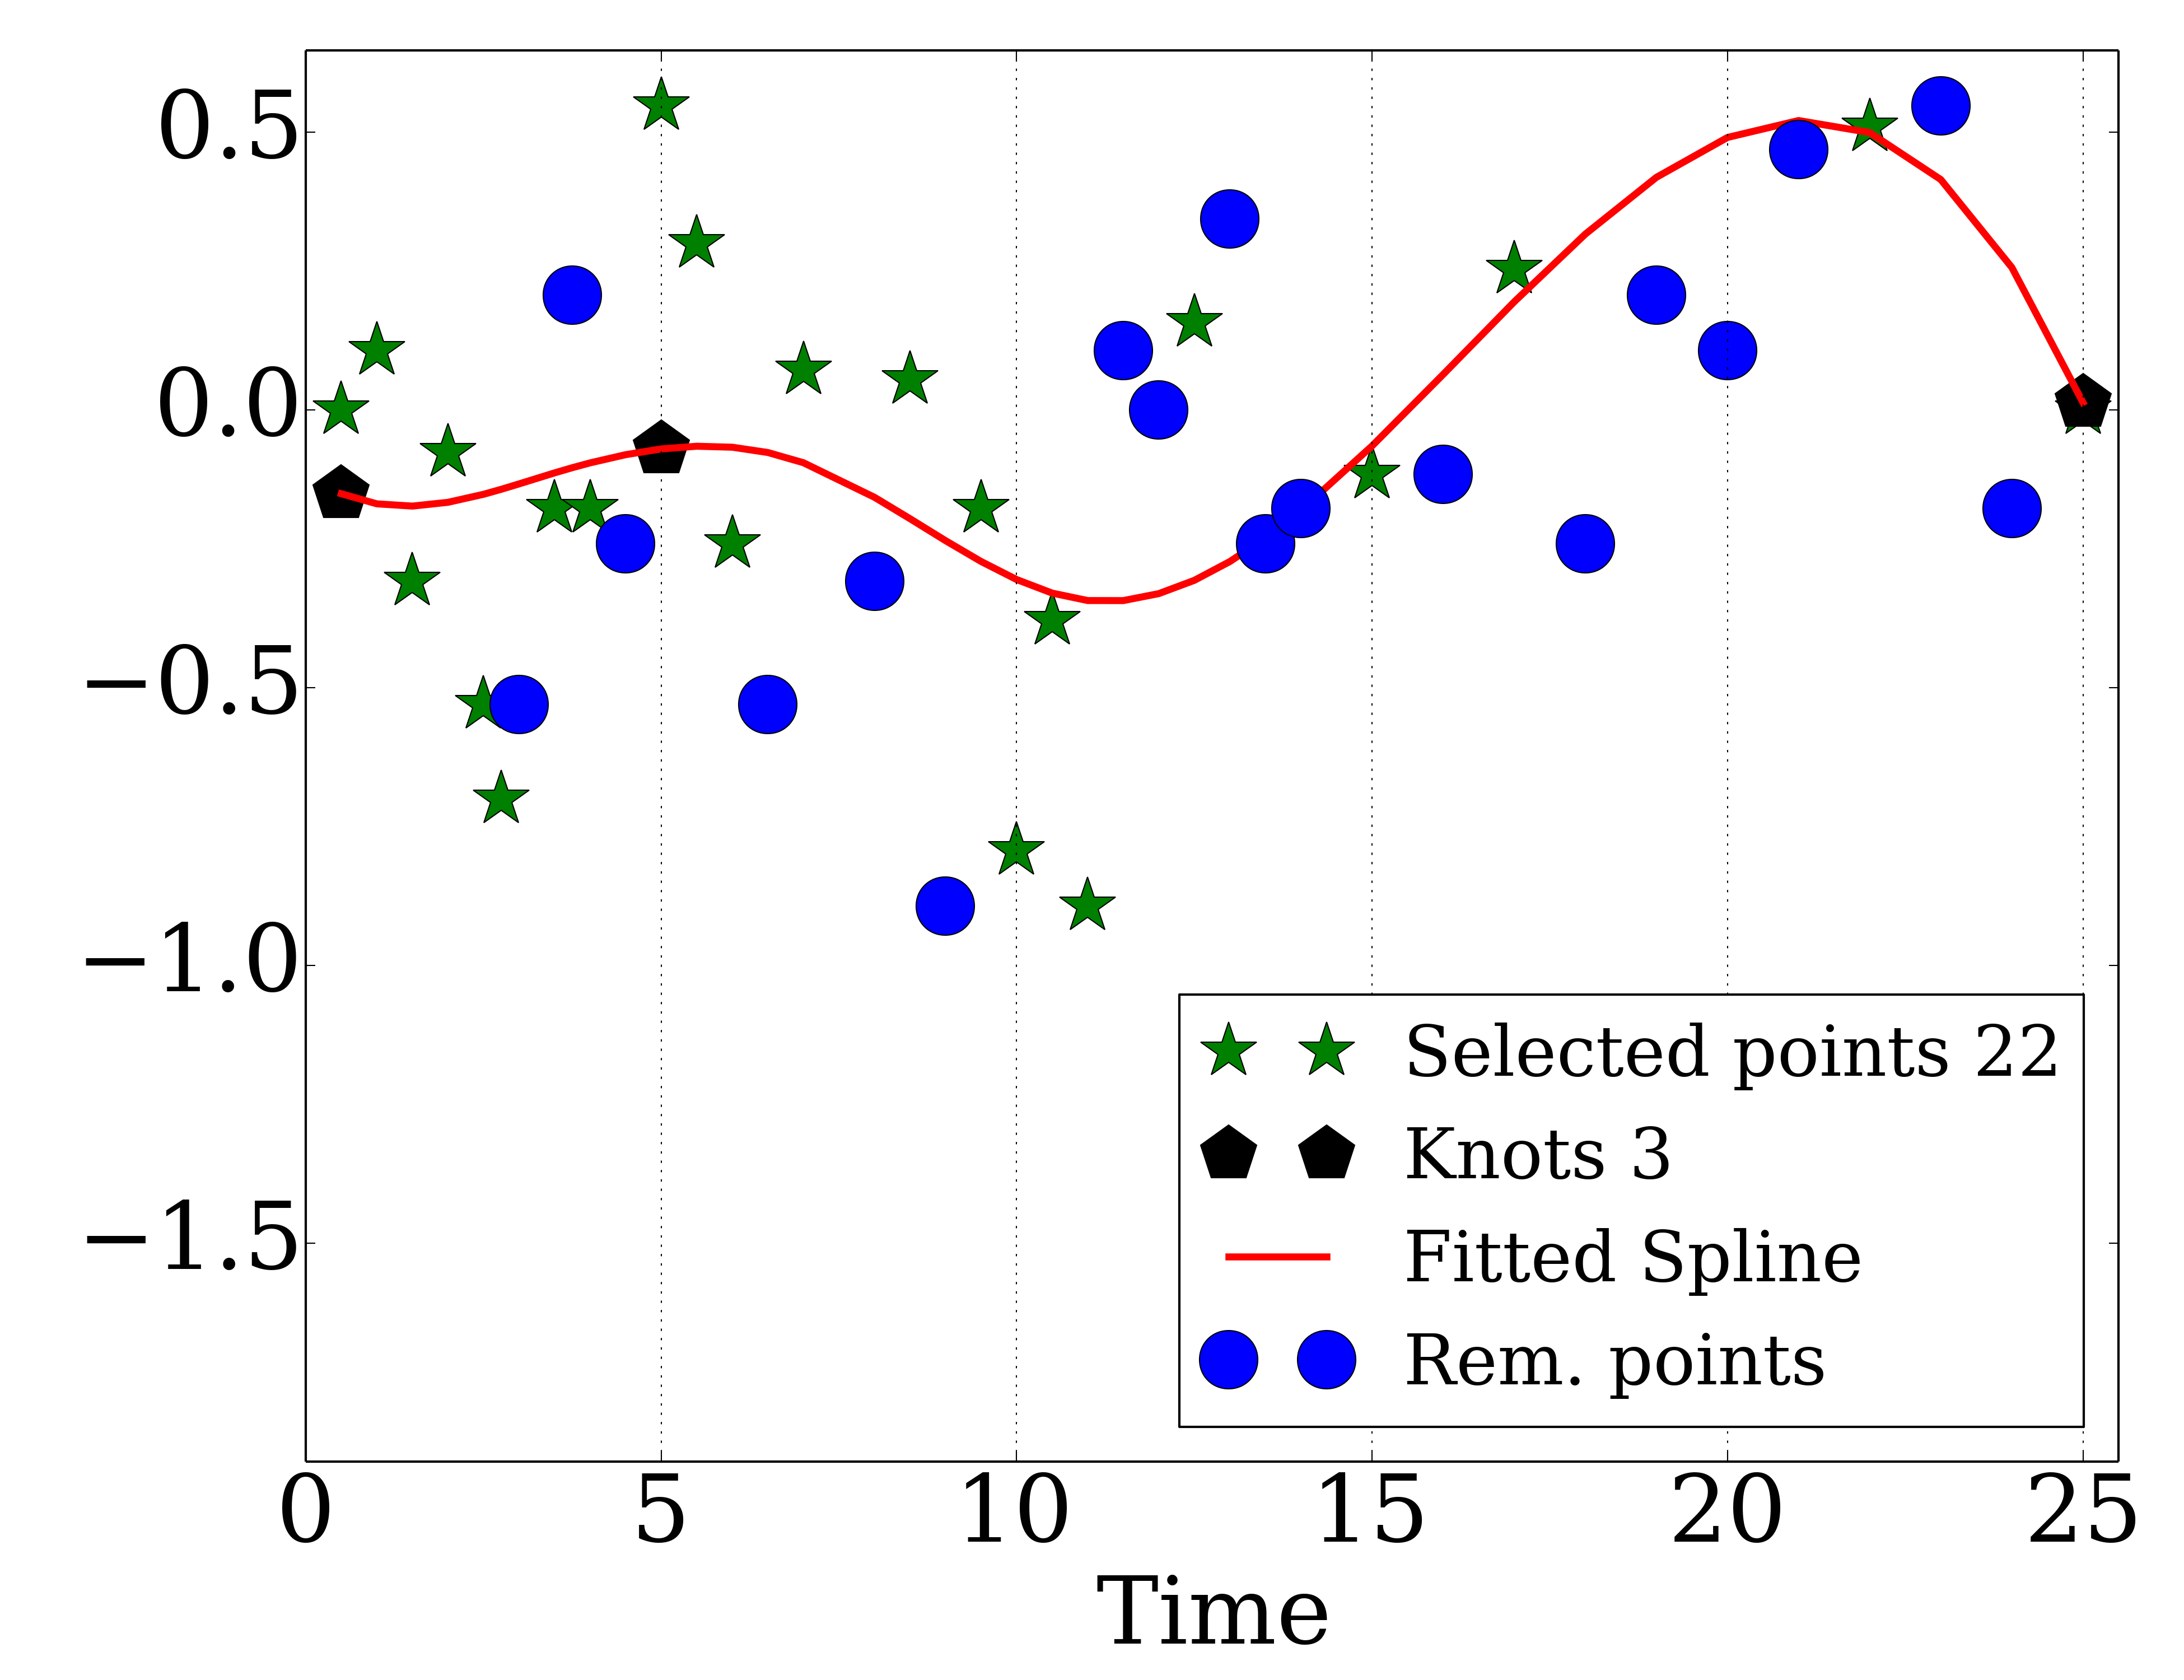 0.5
0.0
−0.5
−1.0
−1.5
Selected points 22
Knots 3
Fitted Spline
Rem. points
0 5 10 15 20 25
Time